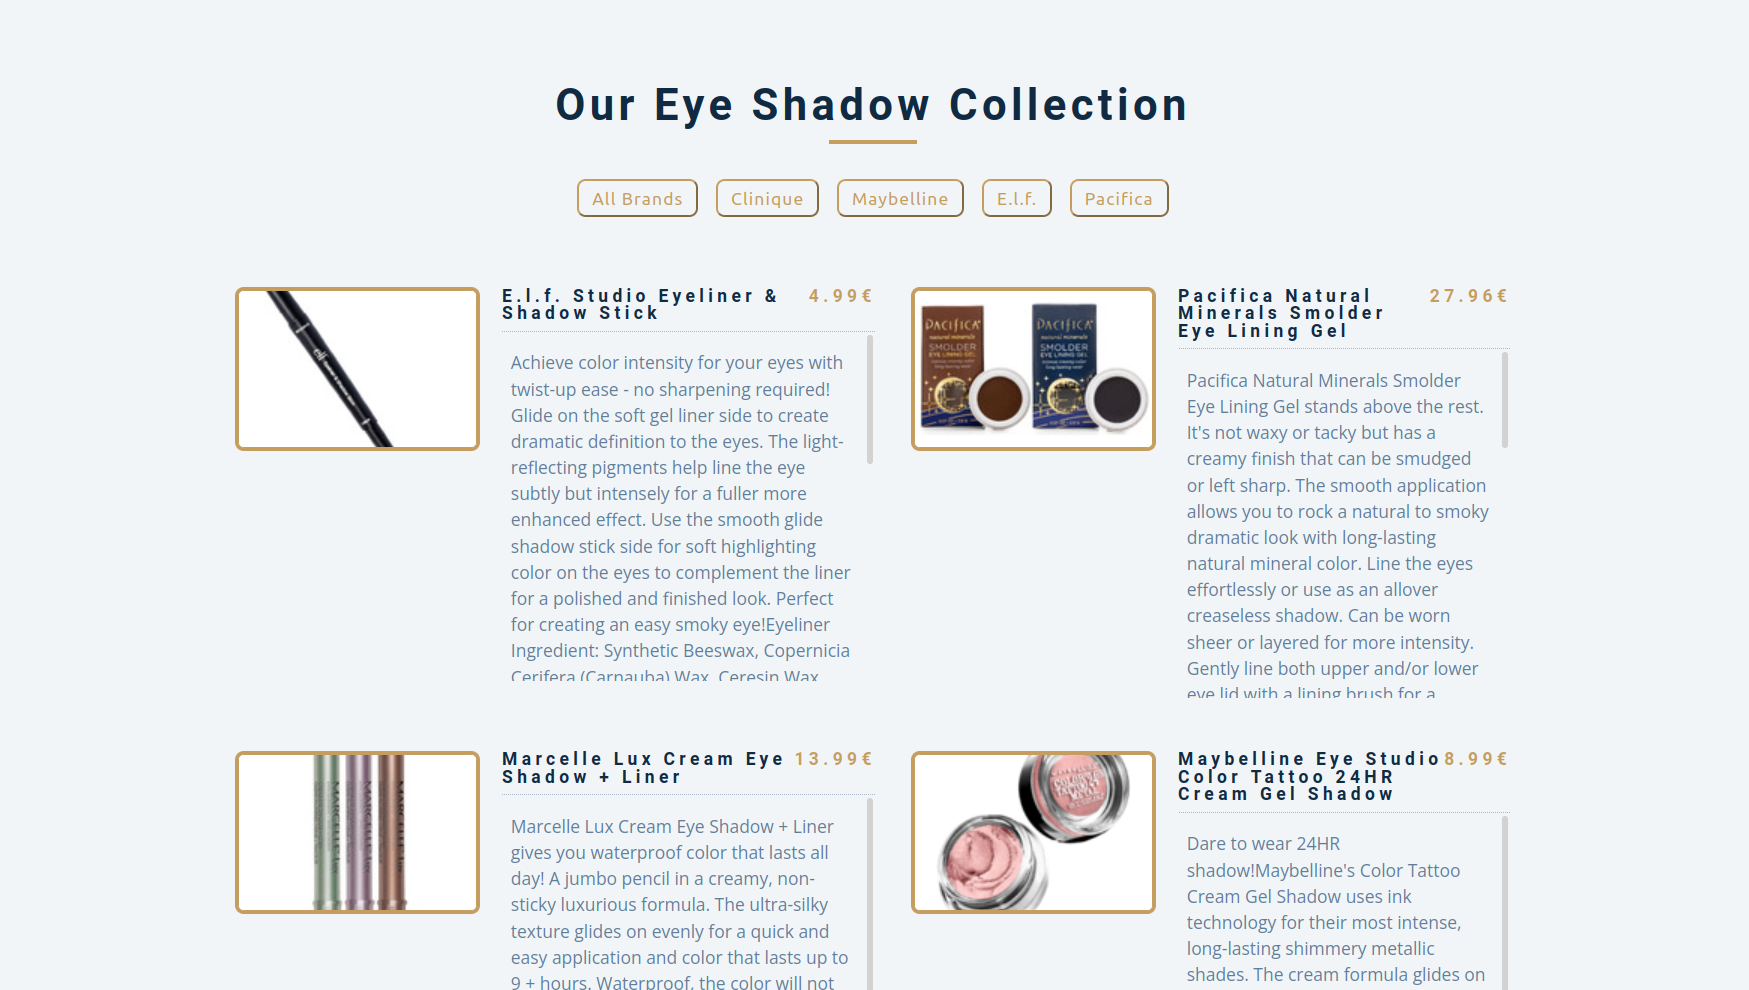 Our Eye Shadow Collection
All Brands
Clinique
Maybelline
E.l.f.
Pacifica
E.l.f. Studio Eyeliner &
Shadow Stick
4.99€
Achieve color intensity for your eyes with
twist-up ease - no sharpening required!
Glide on the soft gel liner side to create
dramatic definition to the eyes. The light-
reflecting pigments help line the eye
subtly but intensely for a fuller more
enhanced effect. Use the smooth glide
shadow stick side for soft highlighting
color on the eyes to complement the liner
for a polished and finished look. Perfect
for creating an easy smoky eye!Eyeliner
Ingredient: Synthetic Beeswax, Copernicia
Cerifera (Carnauba) Wax, Ceresin Wax,
PACIFICA
natural minerals
SMOLDER
EYE LINING GEL
PACIFICA
natural minerals
SMOLDER
EYE LINING GEL
Pacifica Natural
Minerals Smolder
Eye Lining Gel
27.96€
Pacifica Natural Minerals Smolder
Eye Lining Gel stands above the rest.
It's not waxy or tacky but has a
creamy finish that can be smudged
or left sharp. The smooth application
allows you to rock a natural to smoky
dramatic look with long-lasting
natural mineral color. Line the eyes
effortlessly or use as an allover
creaseless shadow. Can be worn
sheer or layered for more intensity.
Gently line both upper and/or lower
eye lid with a lining brush for a
MARCELLE
MARCELLE
MARCELLE
Marcelle Lux Cream Eye
Shadow + Liner
13.99€
Marcelle Lux Cream Eye Shadow + Liner
gives you waterproof color that lasts all
day! A jumbo pencil in a creamy, non-
sticky luxurious formula. The ultra-silky
texture glides on evenly for a quick and
easy application and color that lasts up to
9 + hours. Waterproof, the color will not
Maybelline Eye Studio
Color Tattoo 24HR
Cream Gel Shadow
8.99€
Dare to wear 24HR
shadow!Maybelline's Color Tattoo
Cream Gel Shadow uses ink
technology for their most intense,
long-lasting shimmery metallic
shades. The cream formula glides on